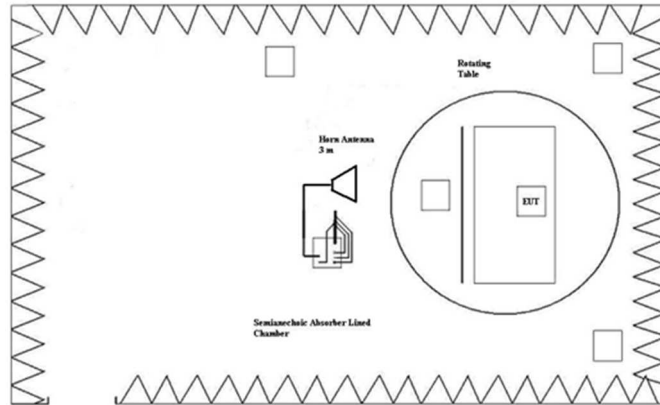 Rotating
Table
Horn Antenna
3 m
EUT
Semianechoic Absorber Lined
Chamber